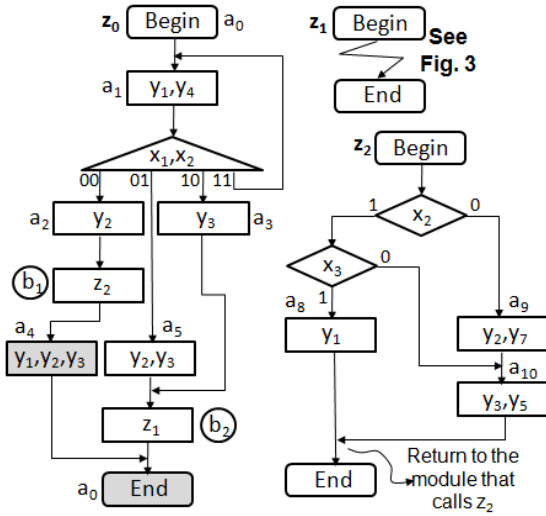 z0 Begin a0
a1 y1,y4
x1,x2
00 01 10 11
a2 y2 y3 a3
b1 z2
a4 a5
y1,y2,y3 y2,y3
z1 b2
a0 End
z1 Begin See
Fig. 3
End
z2 Begin
1 x2 0
x3 0
a8 1 a9
y1 y2,y7
a10
y3,y5
End Return to the
module that
calls z2